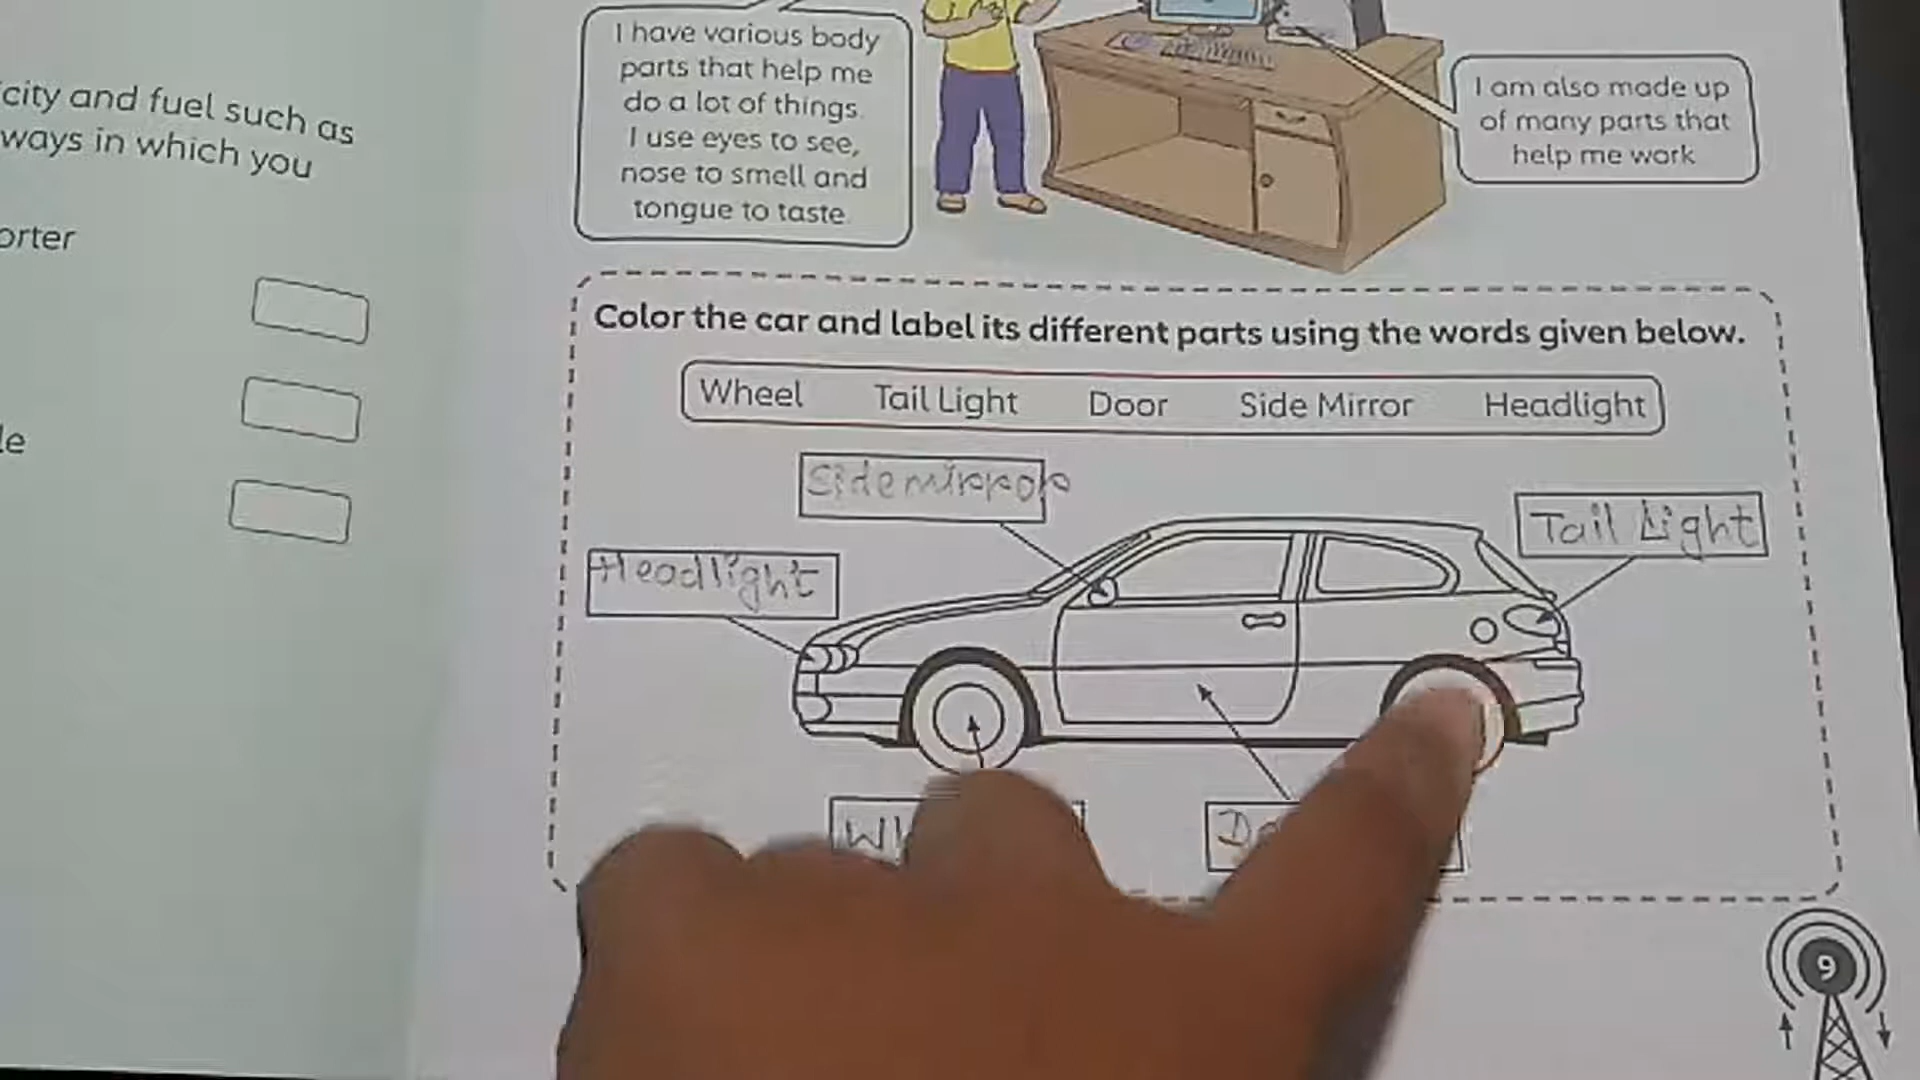 city and fuel such as
ways in which you
orter
le
I have various body
parts that help me
do a lot of things.
I use eyes to see,
nose to smell and
tongue to taste.
I am also made up
of many parts that
help me work
Color the car and label its different parts using the words given below.
Wheel Tail Light Door Side Mirror Headlight
Sidemirror
Tail Light
Headlight
9